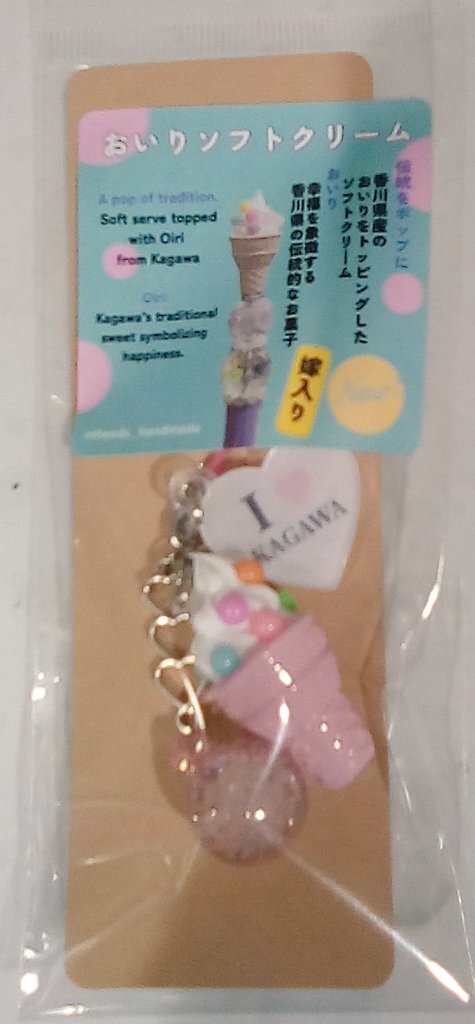 おいりソフトクリーム
A pop of tradition.
Soft serve topped
with Oiri
from Kagawa
Oiri:
Kagawa's traditional
sweet symbolizing
happiness.
伝統をポップに
香川県産の
おいりをトッピングした
ソフトクリーム
おいり
幸福を象徴する
香川県の伝統的なお菓子
嫁入り
I
KAGAWA